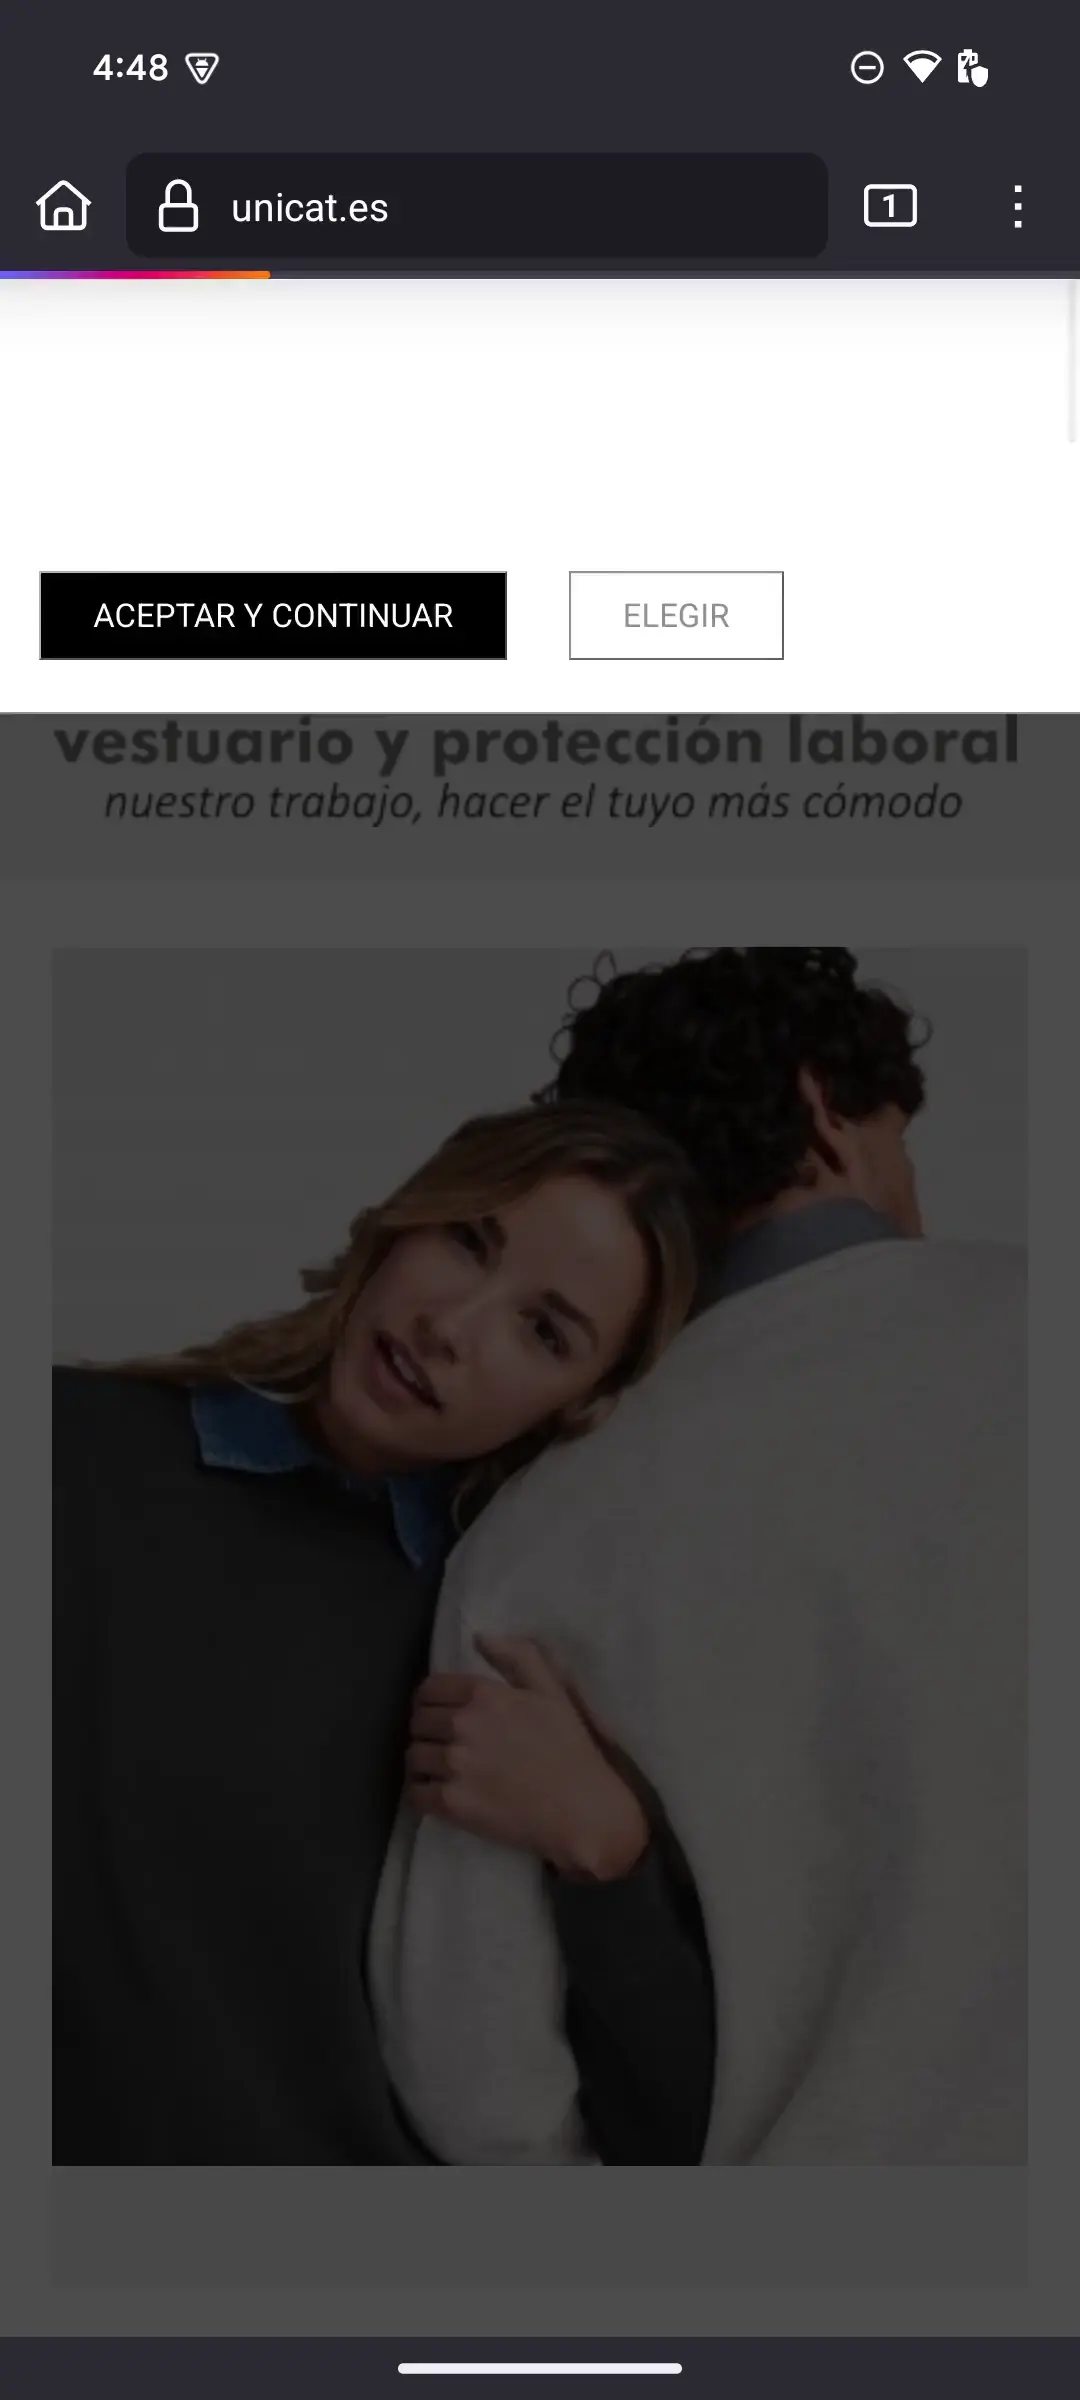 4:48
unicat.es
1
ACEPTAR Y CONTINUAR
ELEGIR
vestuario y protección laboral
nuestro trabajo, hacer el tuyo más cómodo